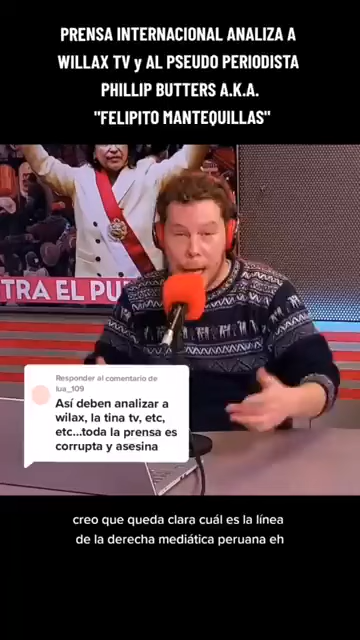 PRENSA INTERNACIONAL ANALIZA A
WILLAX TV y AL PSEUDO PERIODISTA
PHILLIP BUTTERS A.K.A.
"FELIPITO MANTEQUILLAS"
TRA EL PU
Responder al comentario de
lua_109
Así deben analizar a
wilax, la tina tv, etc,
etc...toda la prensa es
corrupta y asesina
creo que queda clara cuál es la línea
de la derecha mediática peruana eh